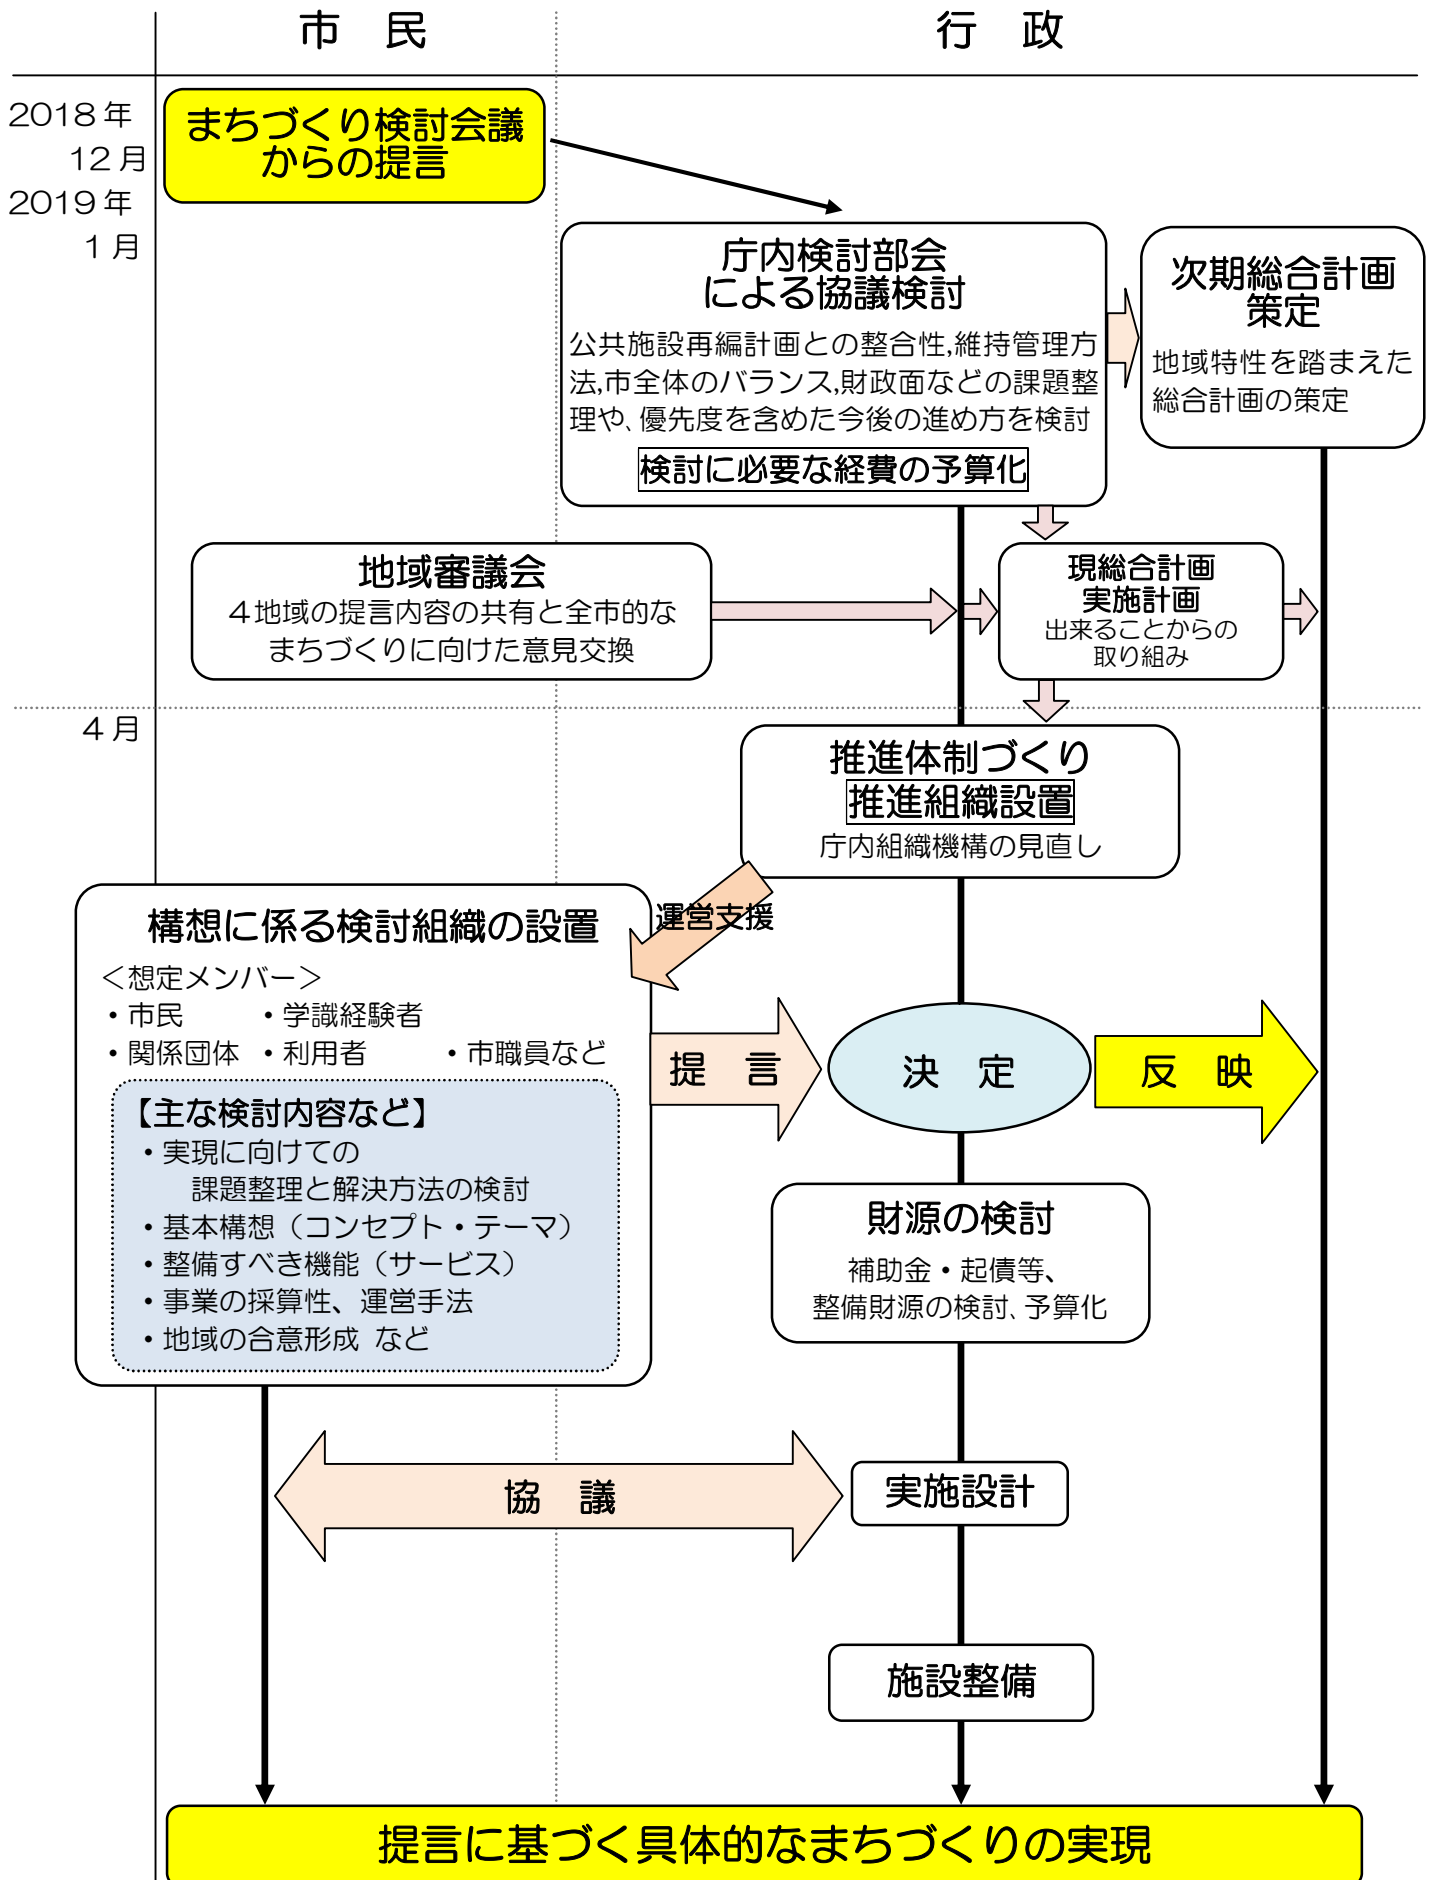 市　民
行　政
2018年
12月
2019年
1月
まちづくり検討会議
からの提言
庁内検討部会
による協議検討
公共施設再編計画との整合性,維持管理方
法,市全体のバランス,財政面などの課題整
理や、優先度を含めた今後の進め方を検討
検討に必要な経費の予算化
次期総合計画
策定
地域特性を踏まえた
総合計画の策定
地域審議会
４地域の提言内容の共有と全市的な
まちづくりに向けた意見交換
現総合計画
実施計画
出来ることからの
取り組み
4月
推進体制づくり
推進組織設置
庁内組織機構の見直し
運営支援
構想に係る検討組織の設置
＜想定メンバー＞
・市民　　・学識経験者
・関係団体　・利用者　　・市職員など
【主な検討内容など】
・実現に向けての
課題整理と解決方法の検討
・基本構想（コンセプト・テーマ）
・整備すべき機能（サービス）
・事業の採算性、運営手法
・地域の合意形成 など
提　言
決　定
反　映
財源の検討
補助金・起債等、
整備財源の検討、予算化
協　議
実施設計
施設整備
提言に基づく具体的なまちづくりの実現